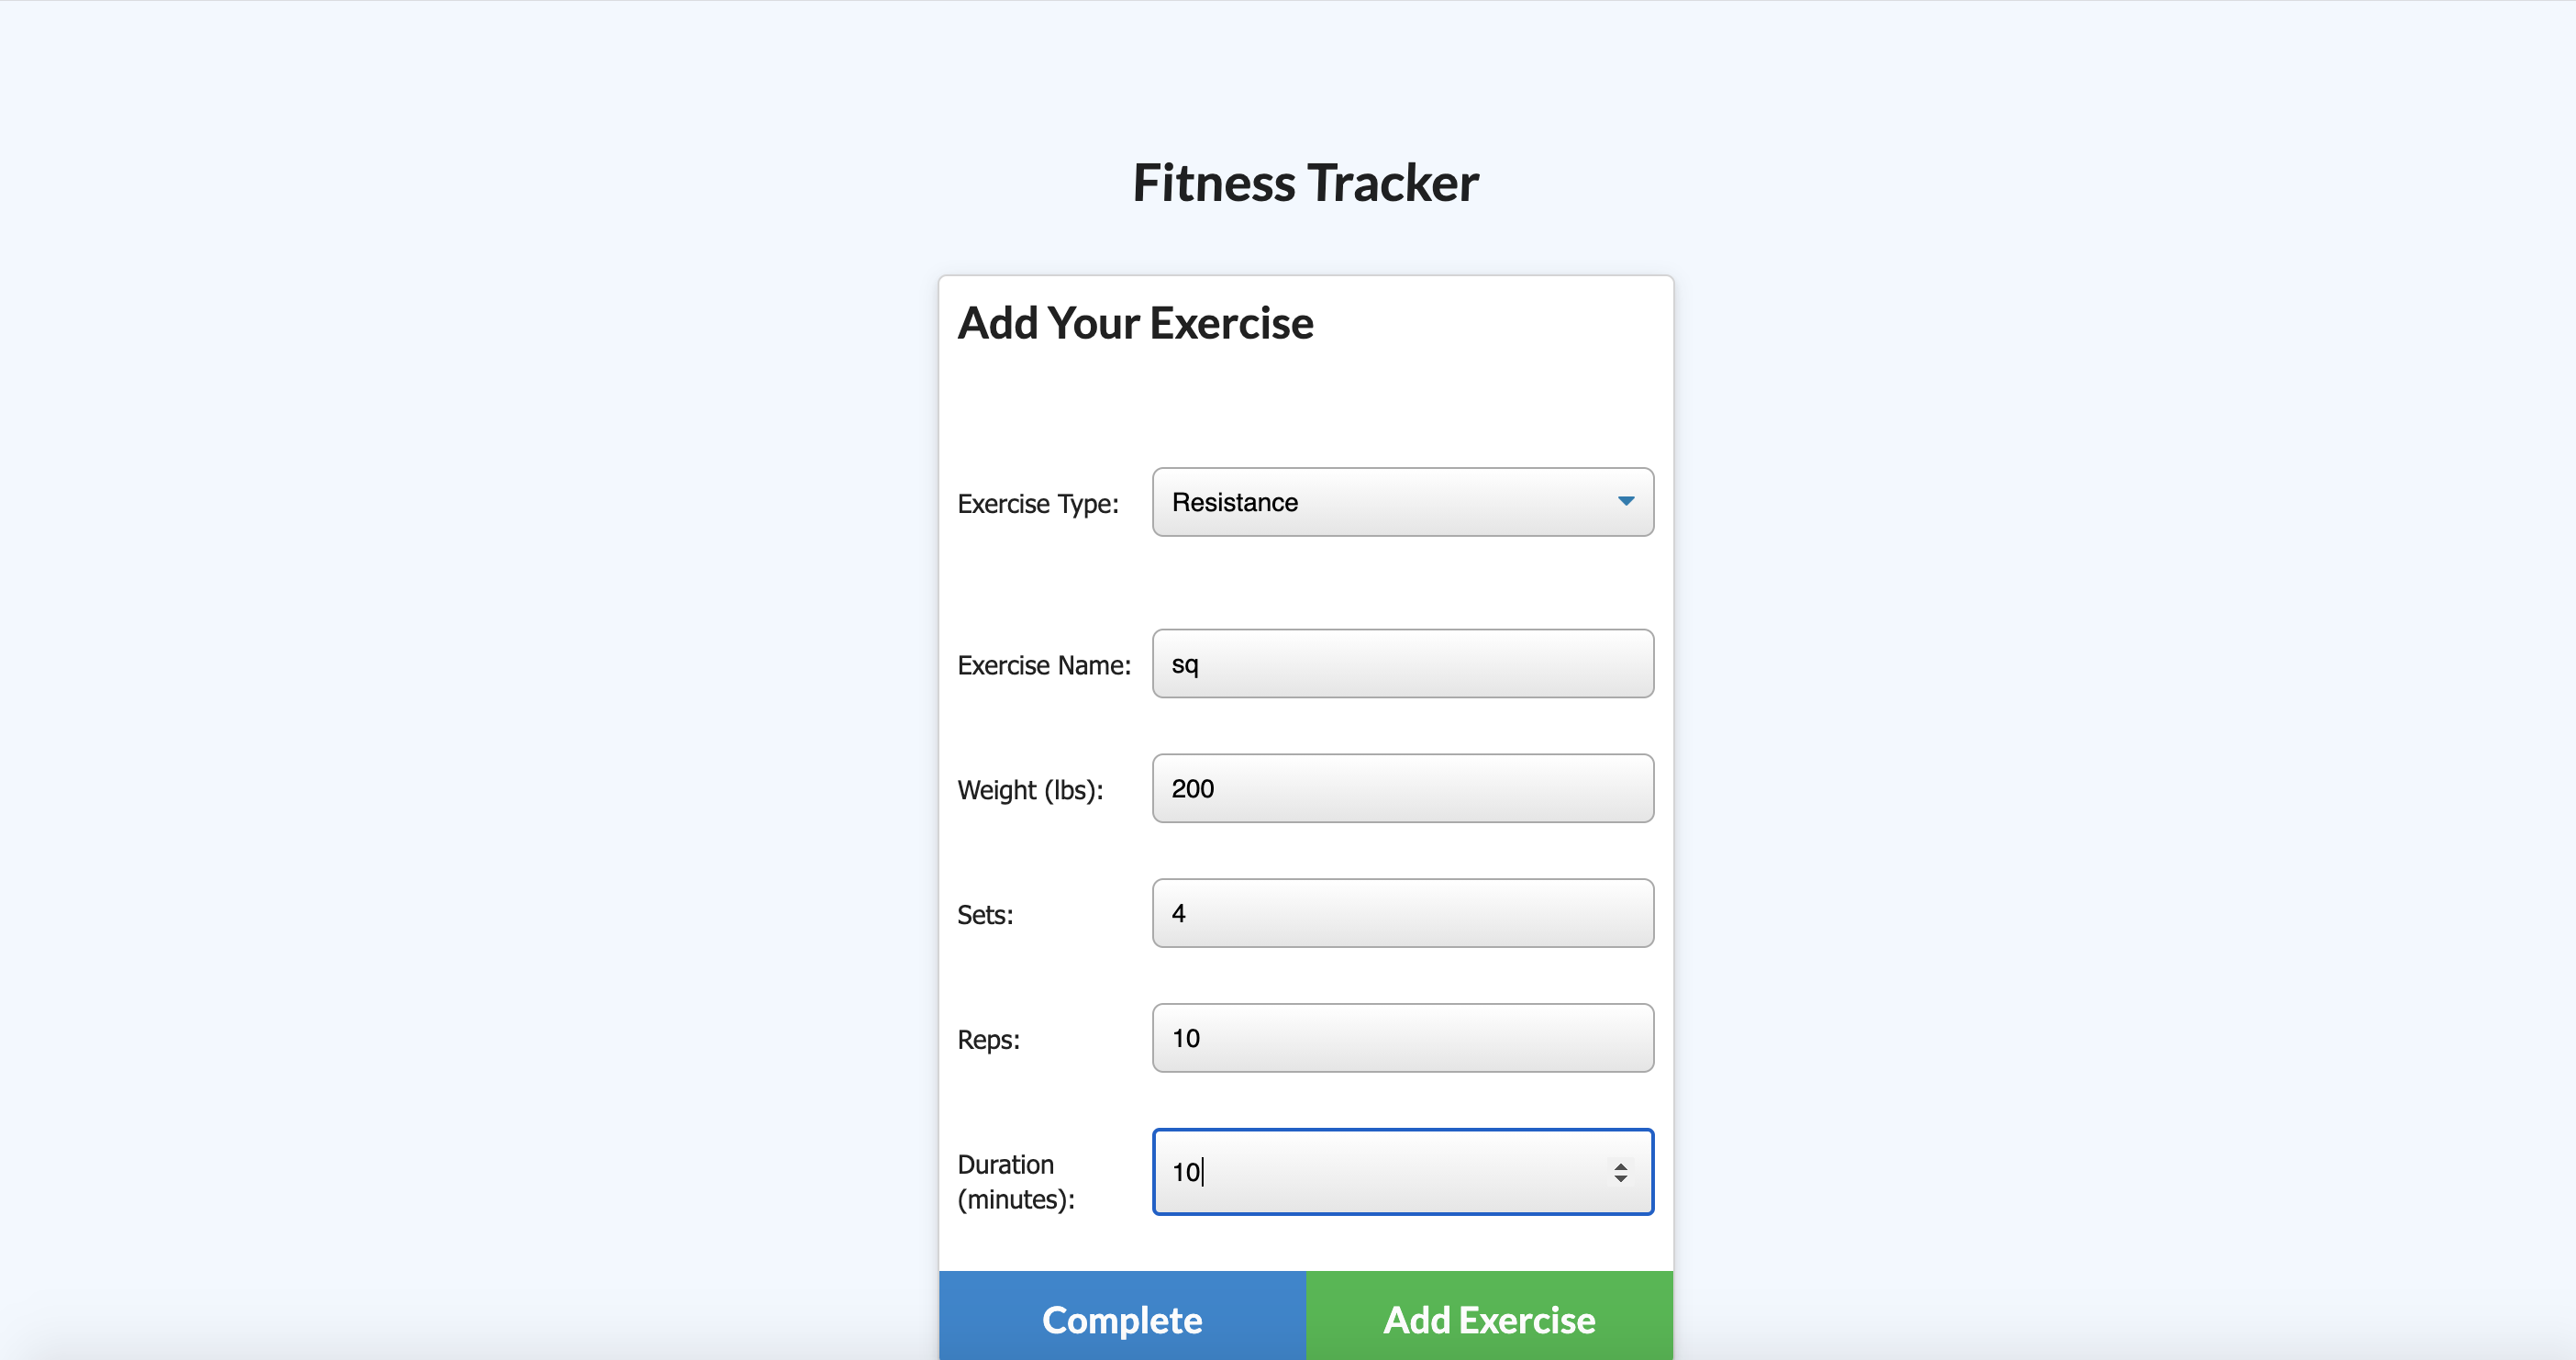 Fitness Tracker
Add Your Exercise
Exercise Type: Resistance
Exercise Name: sq
Weight (lbs): 200
Sets: 4
Reps: 10
Duration (minutes): 10
Complete Add Exercise